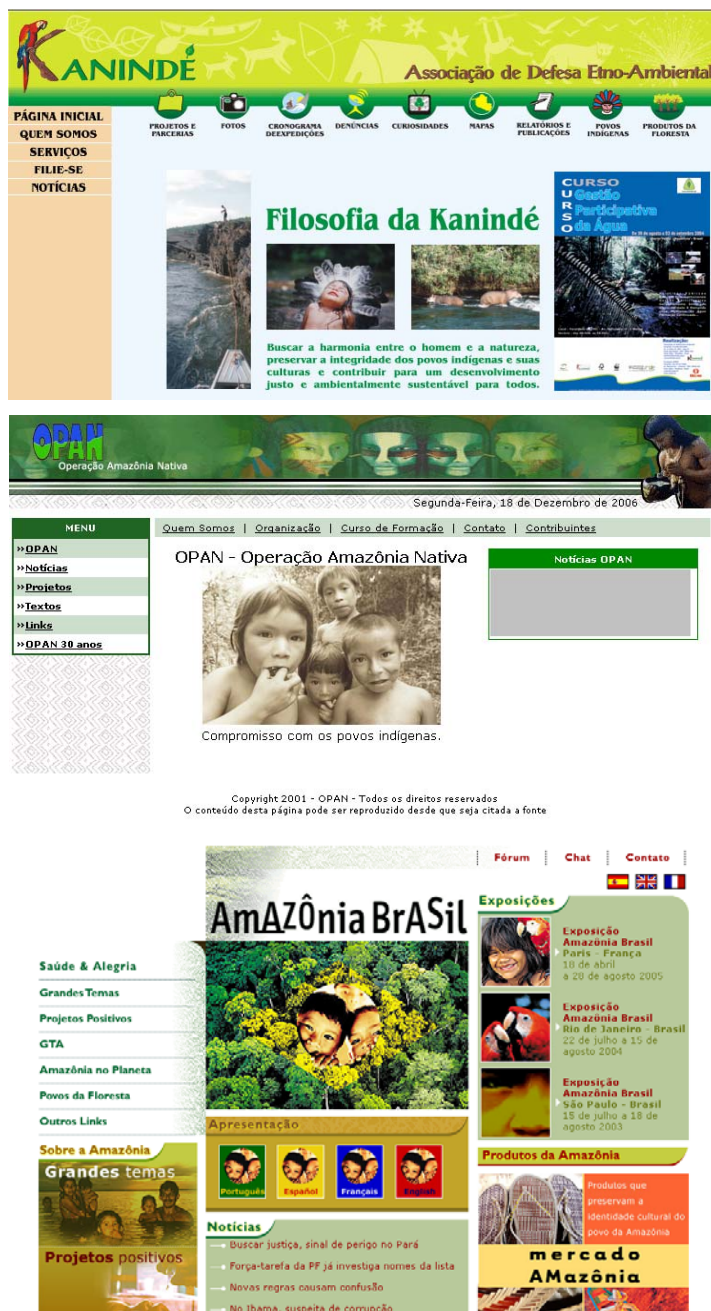 KANINDÉ
Associação de Defesa Etno-Ambiental
PÁGINA INICIAL
QUEM SOMOS
SERVIÇOS
FILIE-SE
NOTÍCIAS
PROJETOS E
PARCERIAS
FOTOS
CRONOGRAMA
DEEXPEDIÇÕES
DENÚNCIAS
CURIOSIDADES
MAPAS
RELATÓRIOS E
PUBLICAÇÕES
POVOS
INDÍGENAS
PRODUTOS DA
FLORESTA
Filosofia da Kanindé
Buscar a harmonia entre o homem e a natureza,
preservar a integridade dos povos indígenas e suas
culturas e contribuir para um desenvolvimento
justo e ambientalmente sustentável para todos.
CURSO
Gestão
Participativa
da Água
OPAN
Operação Amazônia Nativa
Segunda-Feira, 18 de Dezembro de 2006
MENU
»OPAN
»Notícias
»Projetos
»Textos
»Links
»OPAN 30 anos
Quem Somos | Organização | Curso de Formação | Contato | Contribuintes
OPAN - Operação Amazônia Nativa
Compromisso com os povos indígenas.
Notícias OPAN
Copyright 2001 - OPAN - Todos os direitos reservados
O conteúdo desta página pode ser reproduzido desde que seja citada a fonte
Fórum
Chat
Contato
AmAZÔnia BrASil
Saúde & Alegria
Grandes Temas
Projetos Positivos
GTA
Amazônia no Planeta
Povos da Floresta
Outros Links
Sobre a Amazônia
Grandes temas
Projetos positivos
Apresentação
Português
Español
Français
English
Notícias
Buscar justiça, sinal de perigo no Pará
Força-tarefa da PF já investiga nomes da lista
Novas regras causam confusão
No Ibama, suspeita de corrupção
Exposições
Exposição
Amazônia Brasil
Paris - França
18 de abril
a 28 de agosto 2005
Exposição
Amazônia Brasil
Rio de Janeiro - Brasil
22 de julho a 15 de
agosto 2004
Exposição
Amazônia Brasil
São Paulo - Brasil
15 de julho a 18 de
agosto 2003
Produtos da Amazônia
Produtos que
preservam a
identidade cultural do
povo da Amazônia
mercado
AMazônia